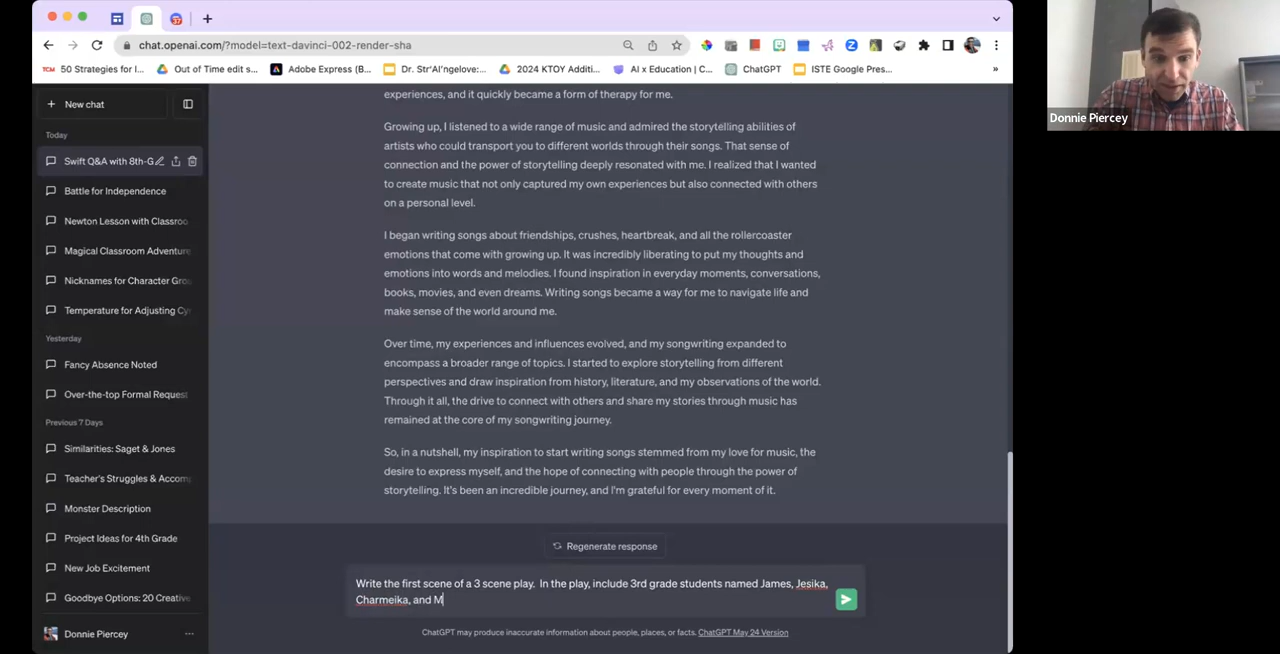 chat.openai.com/?model=text-davinci-002-render-sha
50 Strategies for I... Out of Time edit s... Adobe Express (B... Dr. Str'Al'ngelove:... 2024 KTOY Additi... AI x Education | C... ChatGPT ISTE Google Pres... »
Donnie Piercey
New chat
Today
Swift Q&A with 8th-G
Battle for Independence
Newton Lesson with Classroo
Magical Classroom Adventure
Nicknames for Character Gro
Temperature for Adjusting Cy
Yesterday
Fancy Absence Noted
Over-the-top Formal Request
Previous 7 Days
Similarities: Saget & Jones
Teacher's Struggles & Accom
Monster Description
Project Ideas for 4th Grade
New Job Excitement
Goodbye Options: 20 Creative
Donnie Piercey
experiences, and it quickly became a form of therapy for me.
Growing up, I listened to a wide range of music and admired the storytelling abilities of
artists who could transport you to different worlds through their songs. That sense of
connection and the power of storytelling deeply resonated with me. I realized that I wanted
to create music that not only captured my own experiences but also connected with others
on a personal level.
I began writing songs about friendships, crushes, heartbreak, and all the rollercoaster
emotions that come with growing up. It was incredibly liberating to put my thoughts and
emotions into words and melodies. I found inspiration in everyday moments, conversations,
books, movies, and even dreams. Writing songs became a way for me to navigate life and
make sense of the world around me.
Over time, my experiences and influences evolved, and my songwriting expanded to
encompass a broader range of topics. I started to explore storytelling from different
perspectives and draw inspiration from history, literature, and my observations of the world.
Through it all, the drive to connect with others and share my stories through music has
remained at the core of my songwriting journey.
So, in a nutshell, my inspiration to start writing songs stemmed from my love for music, the
desire to express myself, and the hope of connecting with people through the power of
storytelling. It's been an incredible journey, and I'm grateful for every moment of it.
Regenerate response
Write the first scene of a 3 scene play. In the play, include 3rd grade students named James, Jesika,
Charmeika, and M
ChatGPT may produce inaccurate information about people, places, or facts. ChatGPT May 24 Version